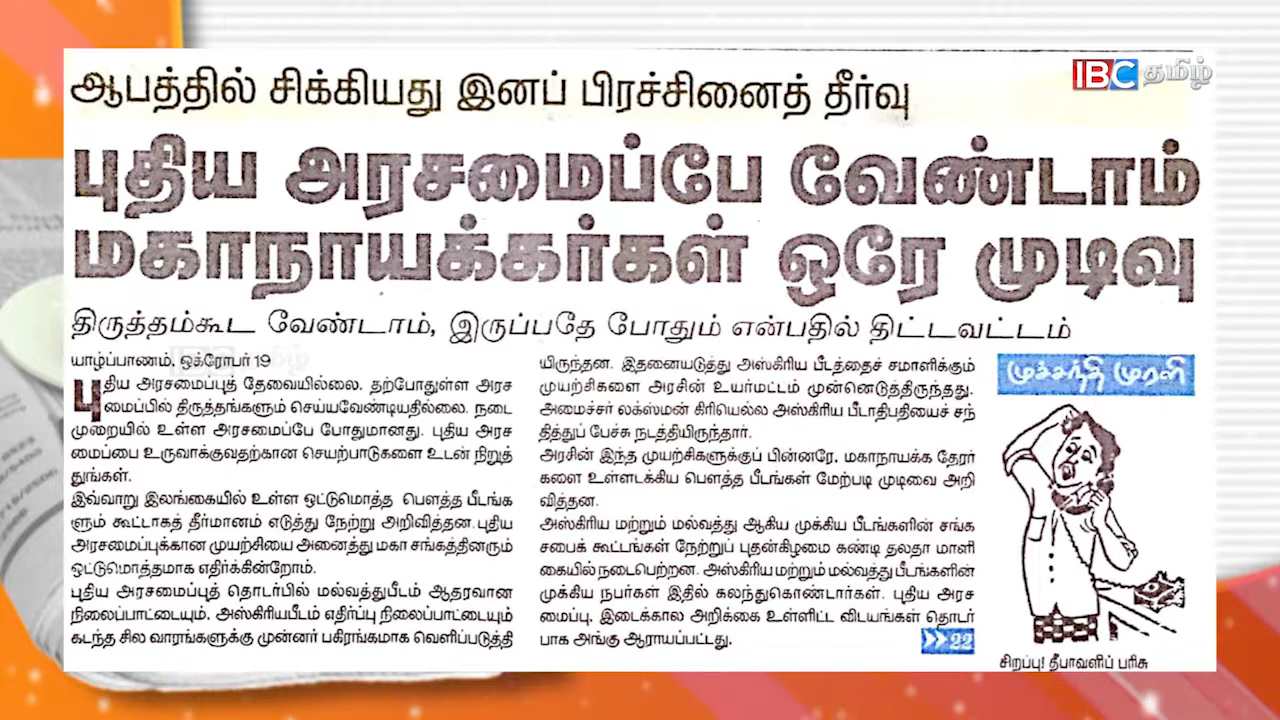 IBC தமிழ்
ஆபத்தில் சிக்கியது இனப் பிரச்சினைத் தீர்வு
புதிய அரசமைப்பே வேண்டாம்
மகாநாயக்கர்கள் ஒரே முடிவு
திருத்தம்கூட வேண்டாம், இருப்பதே போதும் என்பதில் திட்டவட்டம்
யாழ்ப்பாணம், ஒக்ரோபர் 19
புதிய அரசமைப்புத் தேவையில்லை. தற்போதுள்ள அரச
மைப்பில் திருத்தங்களும் செய்யவேண்டியதில்லை. நடை
முறையில் உள்ள அரசமைப்பே போதுமானது. புதிய அரச
மைப்பை உருவாக்குவதற்கான செயற்பாடுகளை உடன் நிறுத்
துங்கள்.
இவ்வாறு இலங்கையில் உள்ள ஒட்டுமொத்த பௌத்த பீடங்க
ளும் கூட்டாகத் தீர்மானம் எடுத்து நேற்று அறிவித்தன. புதிய
அரசமைப்புக்கான முயற்சியை அனைத்து மகா சங்கத்தினரும்
ஒட்டுமொத்தமாக எதிர்க்கின்றோம்.
புதிய அரசமைப்புத் தொடர்பில் மல்வத்துபீடம் ஆதரவான
நிலைப்பாட்டையும், அஸ்கிரியபீடம் எதிர்ப்பு நிலைப்பாட்டையும்
கடந்த சில வாரங்களுக்கு முன்னர் பகிரங்கமாக வெளிப்படுத்தி
யிருந்தன. இதனையடுத்து அஸ்கிரிய பீடத்தைச் சமாளிக்கும்
முயற்சிகளை அரசின் உயர்மட்டம் முன்னெடுத்திருந்தது.
அமைச்சர் லக்ஸ்மன் கிரியெல்ல அஸ்கிரிய பீடாதிபதியைச் சந்
தித்துப் பேச்சு நடத்தியிருந்தார்.
அரசின் இந்த முயற்சிகளுக்குப் பின்னரே, மகாநாயக்க தேரர்
களை உள்ளடக்கிய பௌத்த பீடங்கள் மேற்படி முடிவை அறி
வித்தன.
அஸ்கிரிய மற்றும் மல்வத்து ஆகிய முக்கிய பீடங்களின் சங்க
சபைக் கூட்டங்கள் நேற்றுப் புதன்கிழமை கண்டி தலதா மாளி
கையில் நடைபெற்றன. அஸ்கிரிய மற்றும் மல்வத்து பீடங்களின்
முக்கிய நபர்கள் இதில் கலந்துகொண்டார்கள். புதிய அரச
மைப்பு, இடைக்கால அறிக்கை உள்ளிட்ட விடயங்கள் தொடர்
பாக அங்கு ஆராயப்பட்டது.
>> 22
முச்சந்தி முரளி
சிறப்பு! தீபாவளிப் பரிசு